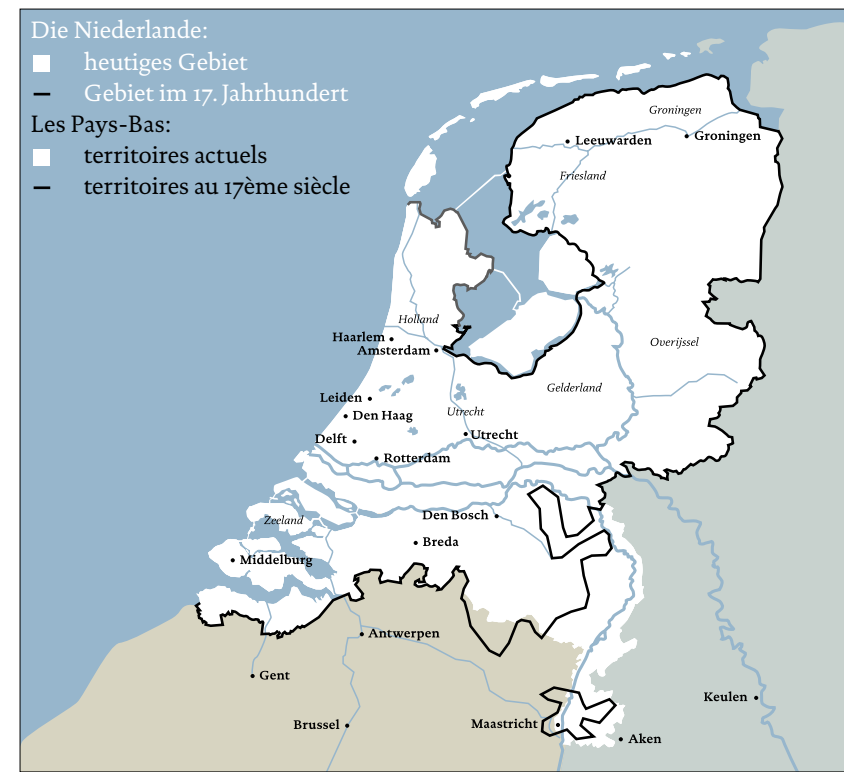 Die Niederlande:
heutiges Gebiet
Gebiet im 17. Jahrhundert
Les Pays-Bas:
territoires actuels
territoires au 17ème siècle
Groningen
Leeuwarden
Groningen
Friesland
Holland
Haarlem
Amsterdam
Overijssel
Gelderland
Leiden
Utrecht
Den Haag
Delft
Utrecht
Rotterdam
Zeeland
Den Bosch
Breda
Middelburg
Antwerpen
Gent
Keulen
Brussel
Maastricht
Aken